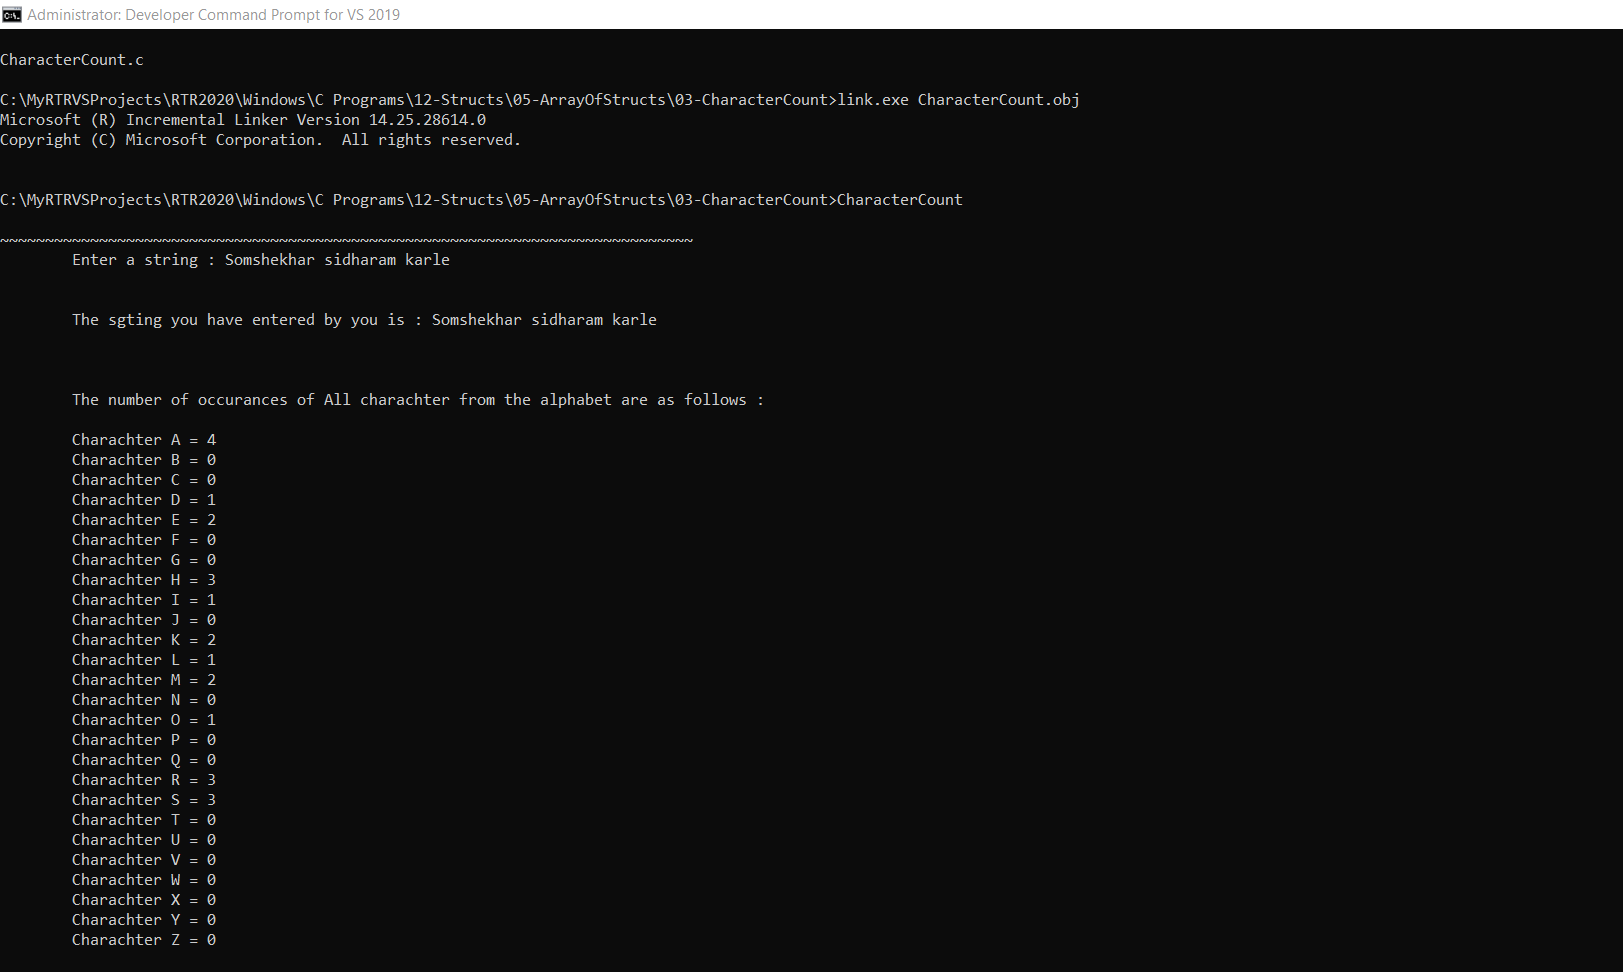 Administrator: Developer Command Prompt for VS 2019
CharacterCount.c
C:\MyRTRVSProjects\RTR2020\Windows\C Programs\12-Structs\05-ArrayOfStructs\03-CharacterCount>link.exe CharacterCount.obj
Microsoft (R) Incremental Linker Version 14.25.28614.0
Copyright (C) Microsoft Corporation.  All rights reserved.
C:\MyRTRVSProjects\RTR2020\Windows\C Programs\12-Structs\05-ArrayOfStructs\03-CharacterCount>CharacterCount
~~~~~~~~~~~~~~~~~~~~~~~~~~~~~~~~~~~~~~~~~~~~~~~~~~~~~~~~~~~~~~~~~~~~~~~~~~~~~
Enter a string : Somshekhar sidharam karle
The sgting you have entered by you is : Somshekhar sidharam karle
The number of occurances of All charachter from the alphabet are as follows :
Charachter A = 4
Charachter B = 0
Charachter C = 0
Charachter D = 1
Charachter E = 2
Charachter F = 0
Charachter G = 0
Charachter H = 3
Charachter I = 1
Charachter J = 0
Charachter K = 2
Charachter L = 1
Charachter M = 2
Charachter N = 0
Charachter O = 1
Charachter P = 0
Charachter Q = 0
Charachter R = 3
Charachter S = 3
Charachter T = 0
Charachter U = 0
Charachter V = 0
Charachter W = 0
Charachter X = 0
Charachter Y = 0
Charachter Z = 0